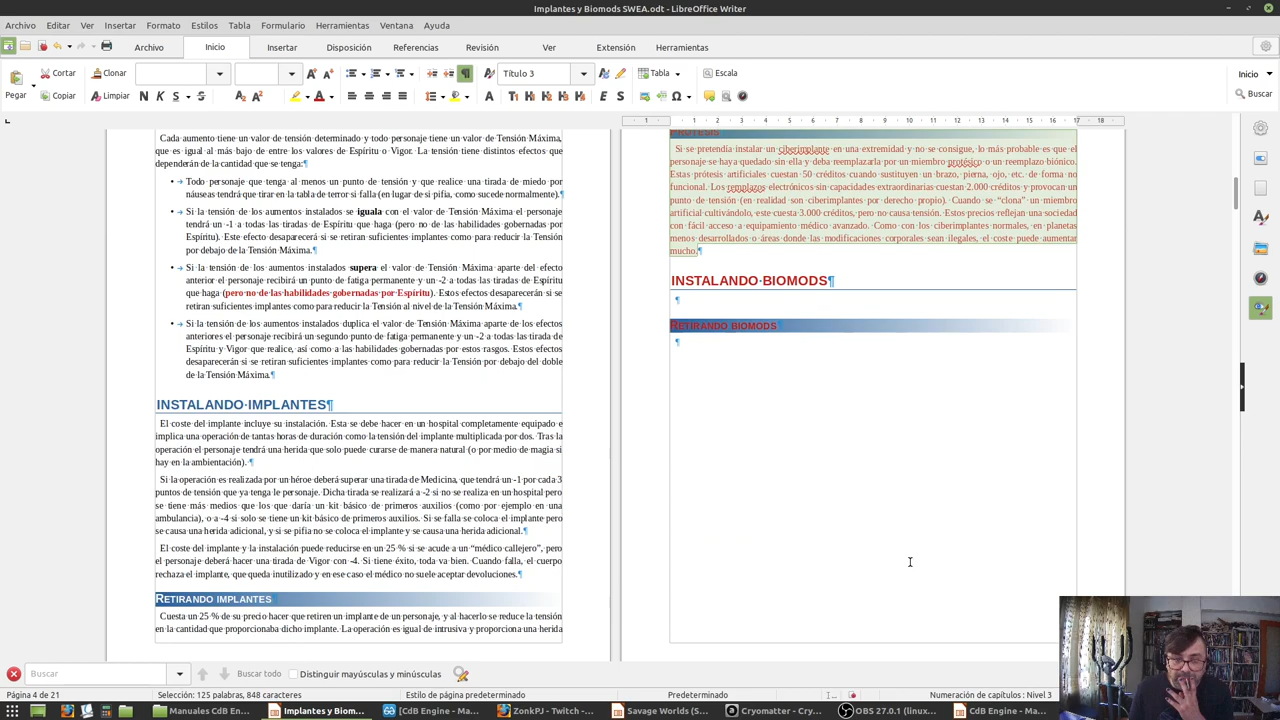 Implantes y Biomods SWEA.odt - LibreOffice Writer
Archivo Editar Ver Insertar Formato Estilos Tabla Formulario Herramientas Ventana Ayuda
Archivo Inicio Insertar Disposición Referencias Revisión Ver Extensión Herramientas
Cortar Clonar Título 3 Tabla Escala Inicio
Pegar Copiar Limpiar N K S S Buscar
1 1 2 3 4 5 6 7 8 9 10 11 12 13 14 15 16 17 18
Cada aumento tiene un valor de tensión determinado y todo personaje tiene un valor de Tensión Máxima,
que es igual al más bajo de entre los valores de Espíritu o Vigor. La tensión tiene distintos efectos que
dependerán de la cantidad que se tenga:¶
• Todo personaje que tenga al menos un punto de tensión y que realice una tirada de miedo por
náuseas tendrá que tirar en la tabla de terror si falla (en lugar de si pifia, como sucede normalmente).¶
• Si la tensión de los aumentos instalados se iguala con el valor de Tensión Máxima el personaje
tendrá un -1 a todas las tiradas de Espíritu que haga (pero no de las habilidades gobernadas por
Espíritu). Este efecto desaparecerá si se retiran suficientes implantes como para reducir la Tensión
por debajo de la Tensión Máxima.¶
• Si la tensión de los aumentos instalados supera el valor de Tensión Máxima aparte del efecto
anterior el personaje recibirá un punto de fatiga permanente y un -2 a todas las tiradas de Espíritu
que haga (pero no de las habilidades gobernadas por Espíritu). Estos efectos desaparecerán si se
retiran suficientes implantes como para reducir la Tensión al nivel de la Tensión Máxima.¶
• Si la tensión de los aumentos instalados duplica el valor de Tensión Máxima aparte de los efectos
anteriores el personaje recibirá un segundo punto de fatiga permanente y un -2 a todas las tirada de
Espíritu y Vigor que realice, así como a las habilidades gobernadas por estos rasgos. Estos efectos
desaparecerán si se retiran suficientes implantes como para reducir la Tensión por debajo del doble
de la Tensión Máxima.¶
INSTALANDO IMPLANTES¶
El coste del implante incluye su instalación. Esta se debe hacer en un hospital completamente equipado e
implica una operación de tantas horas de duración como la tensión del implante multiplicada por dos. Tras la
operación el personaje tendrá una herida que solo puede curarse de manera natural (o por medio de magia si
hay en la ambientación). ¶
Si la operación es realizada por un héroe deberá superar una tirada de Medicina, que tendrá un -1 por cada 3
puntos de tensión que ya tenga le personaje. Dicha tirada se realizará a -2 si no se realiza en un hospital pero
se tiene más medios que los que daría un kit básico de primeros auxilios (como por ejemplo en una
ambulancia), o a -4 si solo se tiene un kit básico de primeros auxilios. Si se falla se coloca el implante pero
se causa una herida adicional, y si se pifia no se coloca el implante y se causa una herida adicional.¶
El coste del implante y la instalación puede reducirse en un 25 % si se acude a un “médico callejero”, pero
el personaje deberá hacer una tirada de Vigor con -4. Si tiene éxito, toda va bien. Cuando falla, el cuerpo
rechaza el implante, que queda inutilizado y en ese caso el médico no suele aceptar devoluciones.¶
RETIRANDO IMPLANTES
Cuesta un 25 % de su precio hacer que retiren un implante de un personaje, y al hacerlo se reduce la tensión
en la cantidad que proporcionaba dicho implante. La operación es igual de intrusiva y proporciona una herida
PRÓTESIS
Si se pretendía instalar un ciberimplante en una extremidad y no se consigue, lo más probable es que el
personaje se haya quedado sin ella y deba reemplazarla por un miembro protésico o un reemplazo biónico.
Estas prótesis artificiales cuestan 50 créditos cuando sustituyen un brazo, pierna, ojo, etc. de forma no
funcional. Los remplazos electrónicos sin capacidades extraordinarias cuestan 2.000 créditos y provocan un
punto de tensión (en realidad son ciberimplantes por derecho propio). Cuando se “clona” un miembro
artificial cultivándolo, este cuesta 3.000 créditos, pero no causa tensión. Estos precios reflejan una sociedad
con fácil acceso a equipamiento médico avanzado. Como con los ciberimplantes normales, en planetas
menos desarrollados o áreas donde las modificaciones corporales sean ilegales, el coste puede aumentar
mucho.¶
INSTALANDO BIOMODS¶
¶
RETIRANDO BIOMODS¶
¶
Buscar Buscar todo Distinguir mayúsculas y minúsculas
Página 4 de 21 Selección: 125 palabras, 848 caracteres Estilo de página predeterminado Predeterminado Numeración de capítulos : Nivel 3
Manuales CdB En... Implantes y Biom... [CdB Engine - Ma... ZonkPJ - Twitch -... Savage Worlds (S... Cryomatter - Cry... OBS 27.0.1 (linux... CdB Engine - Ma...